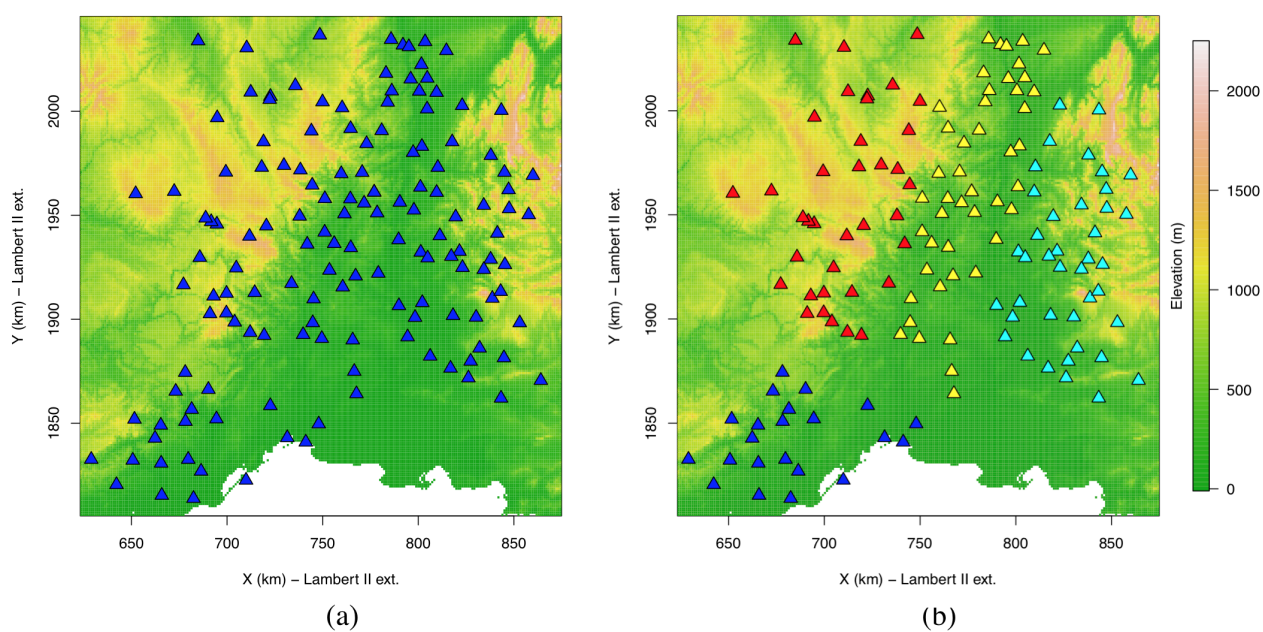 Y (km) – Lambert II ext.
1850 1900 1950 2000
650 700 750 800 850
X (km) – Lambert II ext.
(a)
Y (km) – Lambert II ext.
1850 1900 1950 2000
650 700 750 800 850
X (km) – Lambert II ext.
(b)
Elevation (m)
0 500 1000 1500 2000